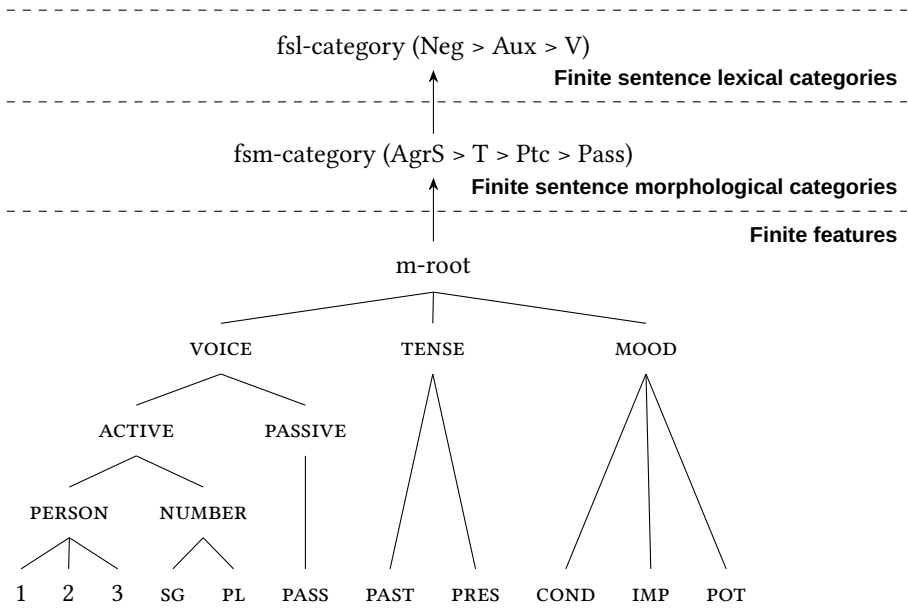 fsl-category (Neg > Aux > V)
Finite sentence lexical categories
fsm-category (AgrS > T > Ptc > Pass)
Finite sentence morphological categories
Finite features
m-root
VOICE TENSE MOOD
ACTIVE PASSIVE
PERSON NUMBER
1 2 3 SG PL PASS PAST PRES COND IMP POT